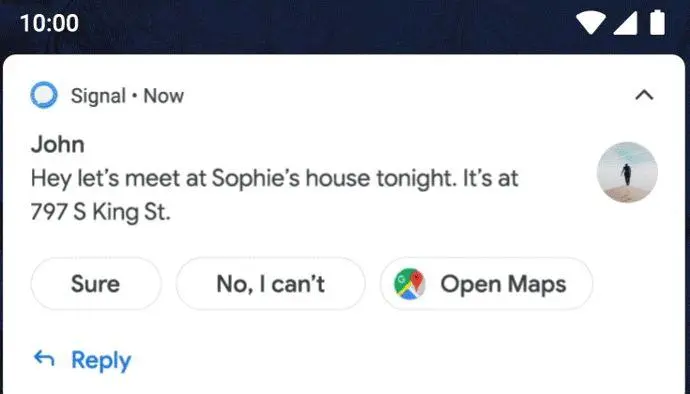 10:00
Signal • Now
John
Hey let’s meet at Sophie’s house tonight. It’s at
797 S King St.
Sure No, I can’t Open Maps
Reply